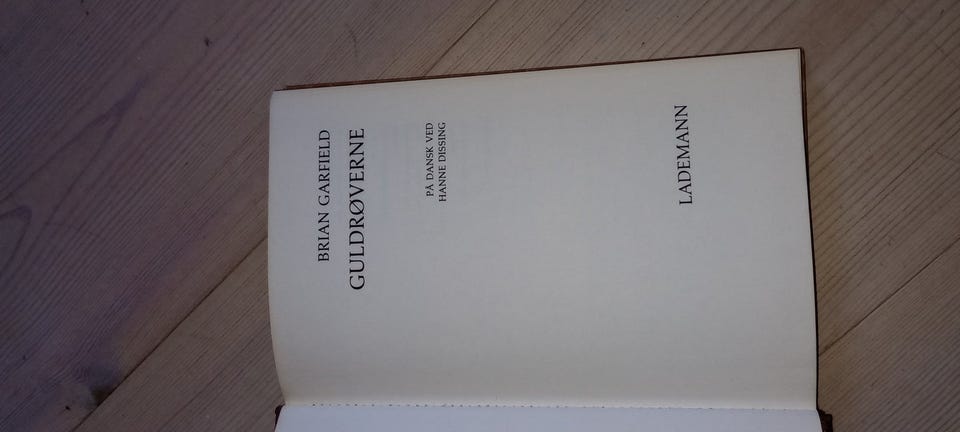 BRIAN GARFIELD
GULDRØVERNE
PÅ DANSK VED
HANNE DISSING
LADEMANN